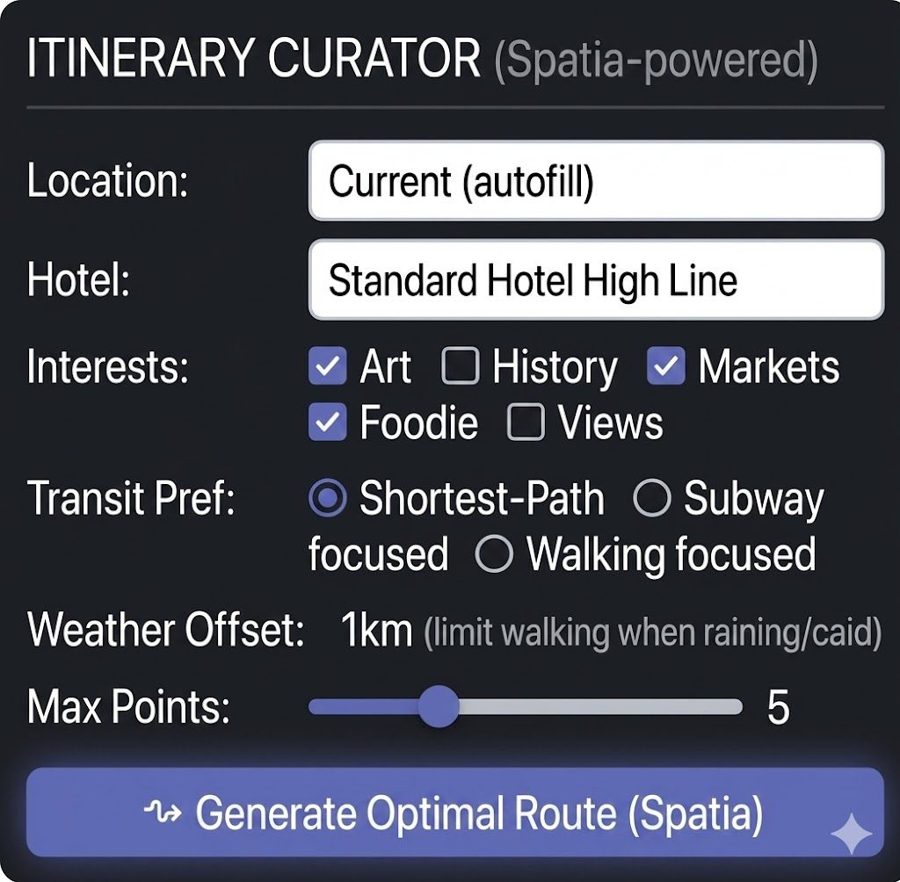 ITINERARY CURATOR (Spatia-powered)
Location: Current (autofill)
Hotel: Standard Hotel High Line
Interests: Art History Markets
Foodie Views
Transit Pref: Shortest-Path Subway
focused Walking focused
Weather Offset: 1km (limit walking when raining/caid)
Max Points: 5
Generate Optimal Route (Spatia)